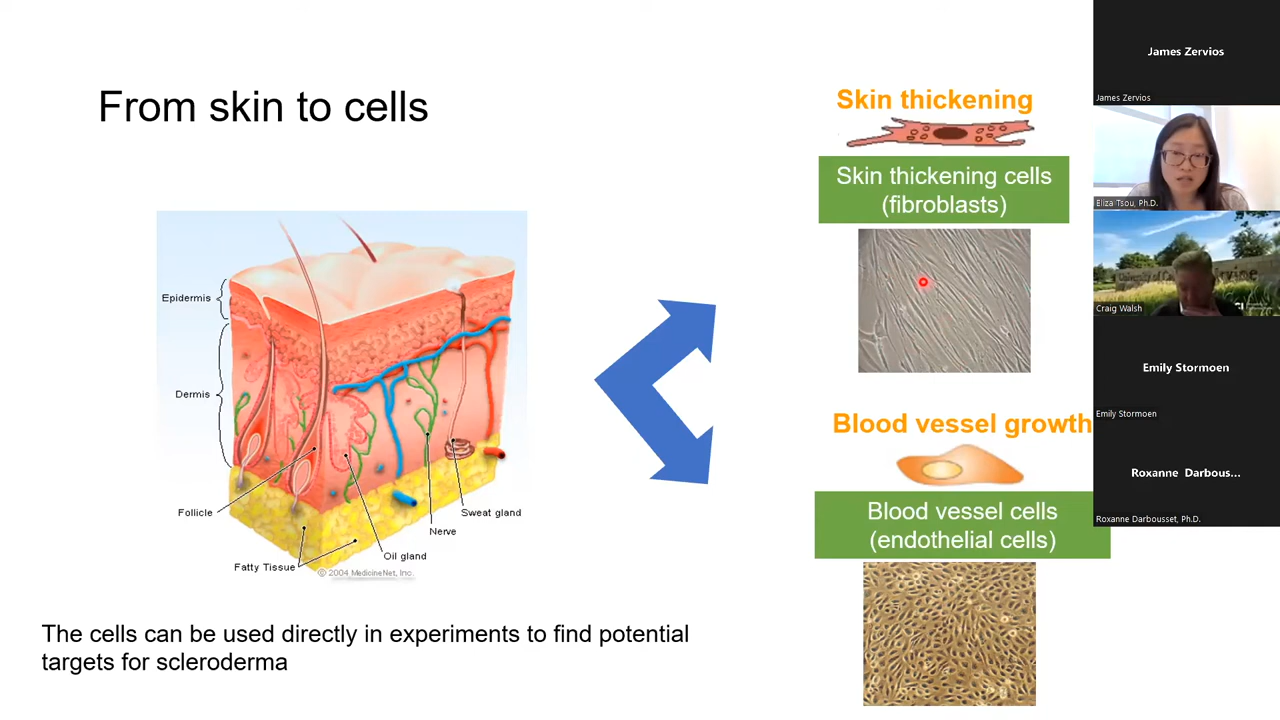 From skin to cells
Epidermis
Dermis
Follicle
Fatty Tissue
Sweat gland
Nerve
Oil gland
© 2004 MedicineNet, Inc.
The cells can be used directly in experiments to find potential
targets for scleroderma
Skin thickening
Skin thickening cells
(fibroblasts)
Blood vessel growth
Blood vessel cells
(endothelial cells)
James Zervios
James Zervios
Eliza Tsou, Ph.D.
Craig Walsh
Emily Stormoen
Emily Stormoen
Roxanne Darbous...
Roxanne Darbousset, Ph.D.